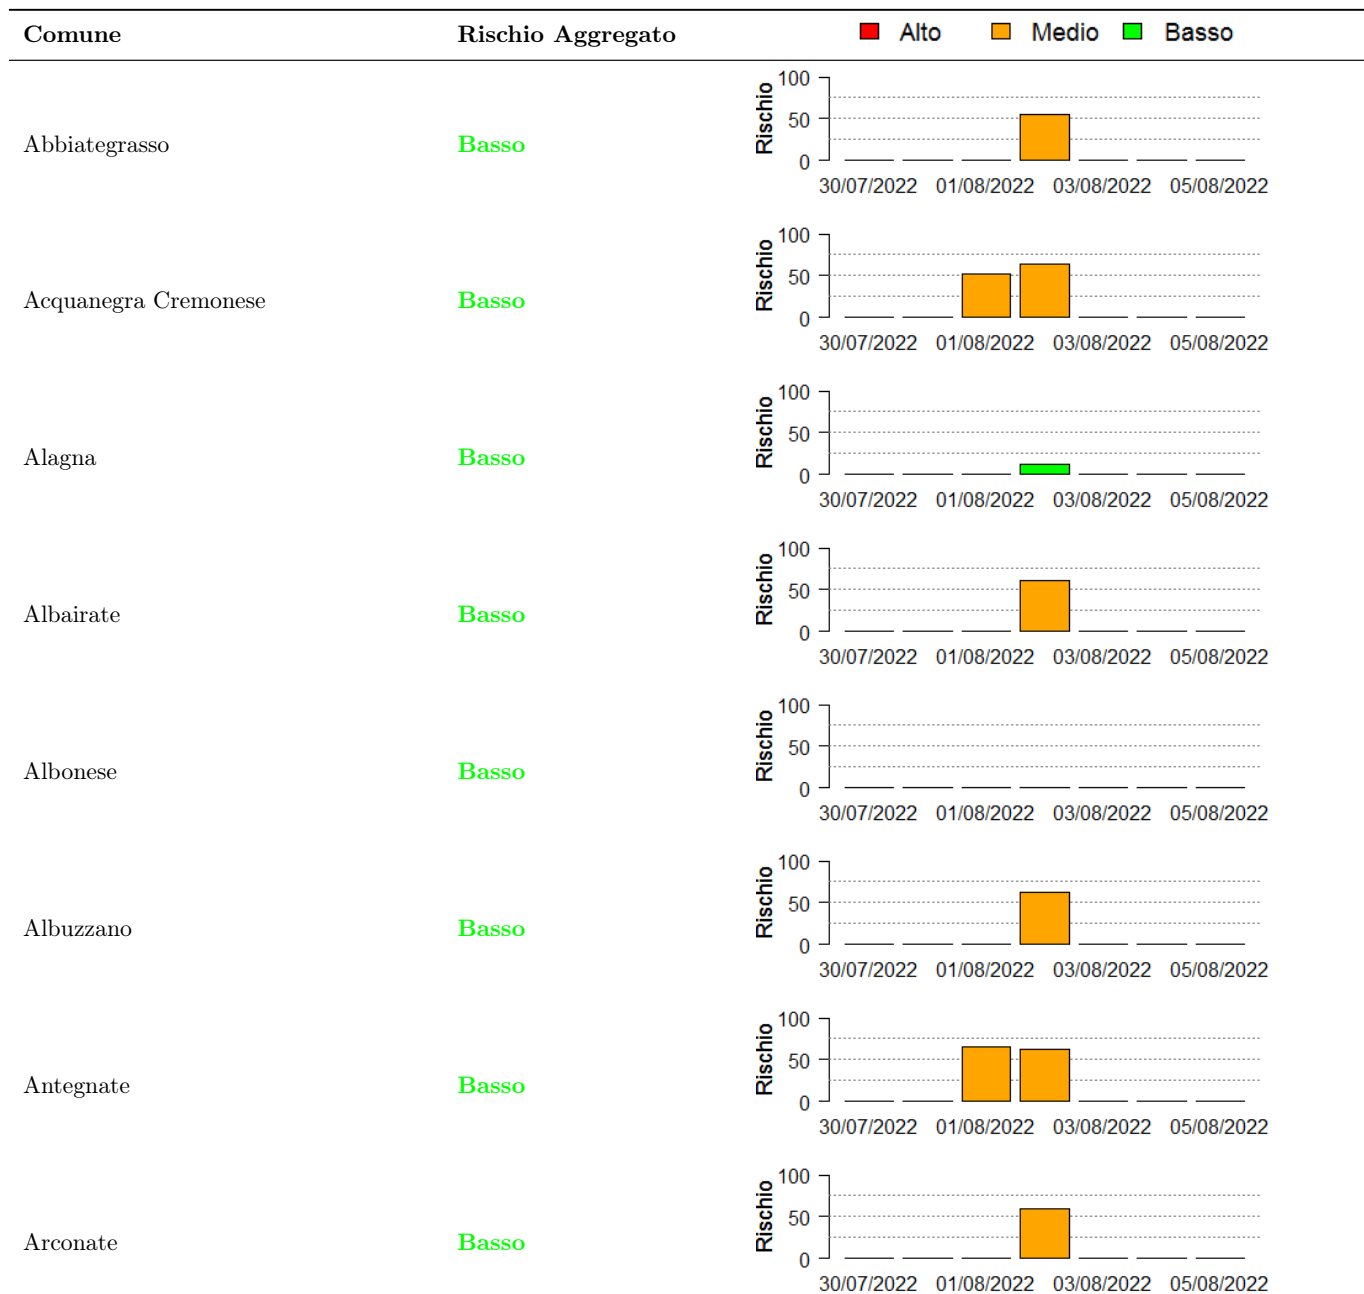 Comune Rischio Aggregato Alto Medio Basso
100
50
0
Rischio
Abbiategrasso Basso
30/07/2022 01/08/2022 03/08/2022 05/08/2022
100
50
0
Rischio
Acquanegra Cremonese Basso
30/07/2022 01/08/2022 03/08/2022 05/08/2022
100
50
0
Rischio
Alagna Basso
30/07/2022 01/08/2022 03/08/2022 05/08/2022
100
50
0
Rischio
Albairate Basso
30/07/2022 01/08/2022 03/08/2022 05/08/2022
100
50
0
Rischio
Albonese Basso
30/07/2022 01/08/2022 03/08/2022 05/08/2022
100
50
0
Rischio
Albuzzano Basso
30/07/2022 01/08/2022 03/08/2022 05/08/2022
100
50
0
Rischio
Antegnate Basso
30/07/2022 01/08/2022 03/08/2022 05/08/2022
100
50
0
Rischio
Arconate Basso
30/07/2022 01/08/2022 03/08/2022 05/08/2022